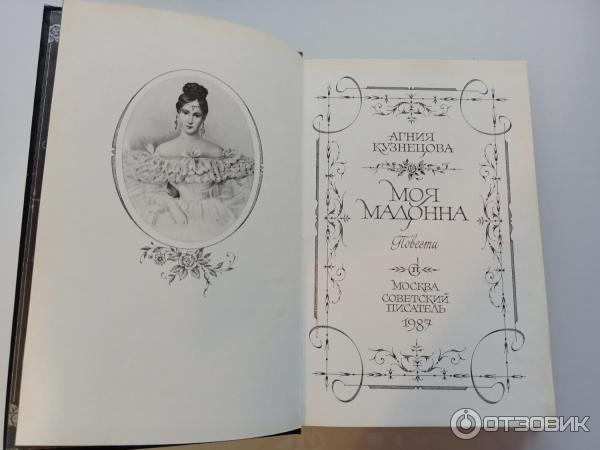 АГНИЯ
КУЗНЕЦОВА
МОЯ
МАДОННА
Повести
П
МОСКВА
СОВЕТСКИЙ
ПИСАТЕЛЬ
1987
ОТЗОВИК